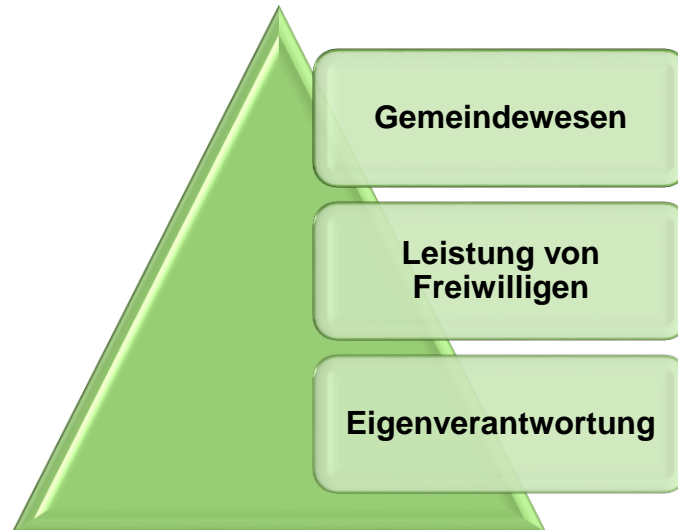 Gemeindewesen
Leistung von
Freiwilligen
Eigenverantwortung